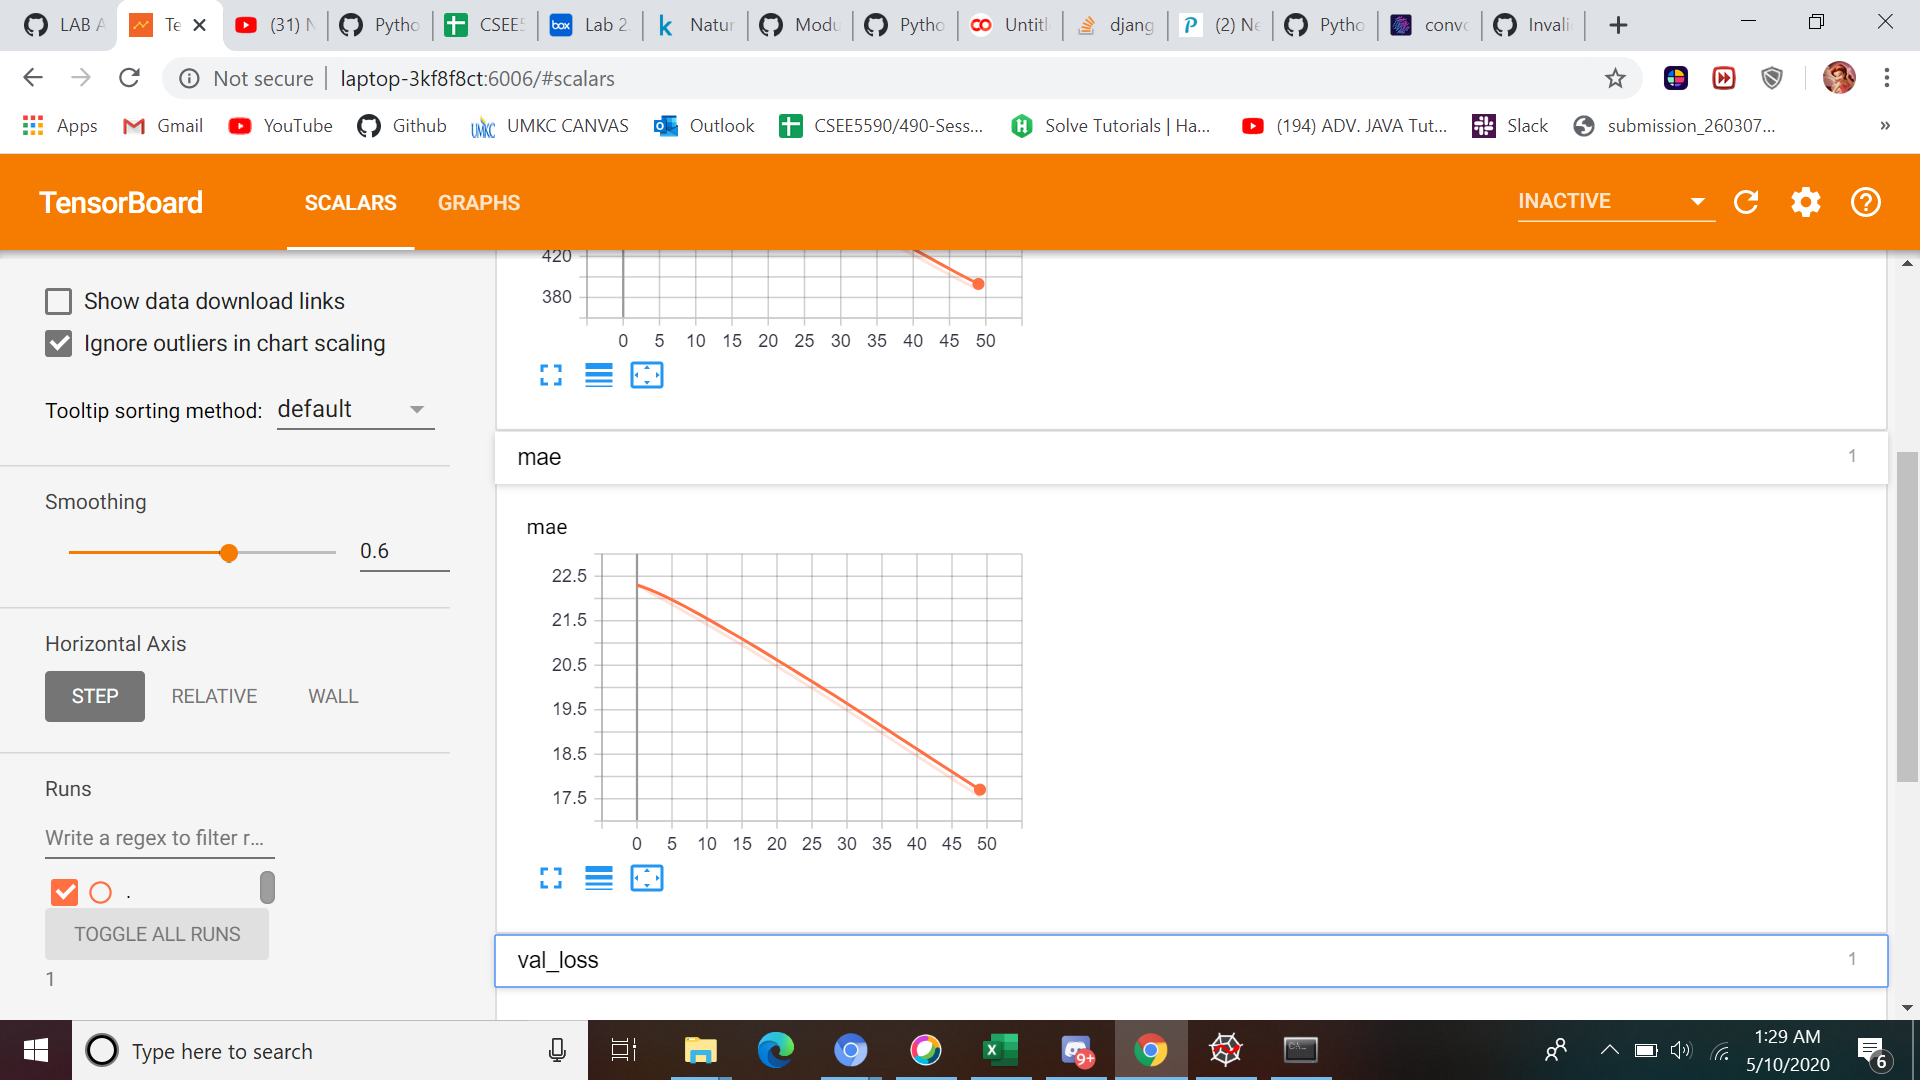 LAB A
Te
(31) N
Pytho
CSEE5
box
Lab 2
k
Natur
Modu
Pytho
Untitl
djang
(2) Ne
Pytho
convo
Invali
Not secure
laptop-3kf8f8ct:6006/#scalars
Apps
Gmail
YouTube
Github
UMKC
UMKC CANVAS
Outlook
CSEE5590/490-Sess...
Solve Tutorials | Ha...
(194) ADV. JAVA Tut...
Slack
submission_260307...
»
TensorBoard
SCALARS
GRAPHS
INACTIVE
420
380
0 5 10 15 20 25 30 35 40 45 50
Show data download links
Ignore outliers in chart scaling
Tooltip sorting method: default
Smoothing
0.6
Horizontal Axis
STEP RELATIVE WALL
Runs
Write a regex to filter r...
.
TOGGLE ALL RUNS
1
mae
1
mae
22.5
21.5
20.5
19.5
18.5
17.5
0 5 10 15 20 25 30 35 40 45 50
val_loss
1
Type here to search
9+
1:29 AM
5/10/2020
6